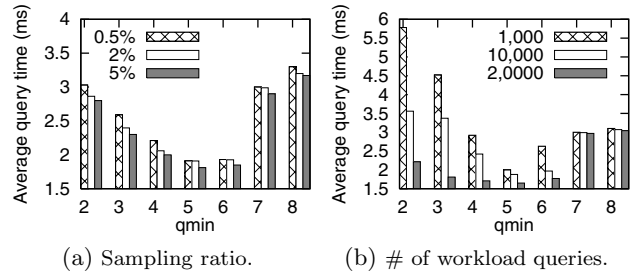 Average query time (ms)
4
3.5
3
2.5
2
1.5
0.5%
2%
5%
2 3 4 5 6 7 8
qmin
(a) Sampling ratio.
Average query time (ms)
6
5.5
5
4.5
4
3.5
3
2.5
2
1.5
1,000
10,000
2,0000
2 3 4 5 6 7 8
qmin
(b) # of workload queries.